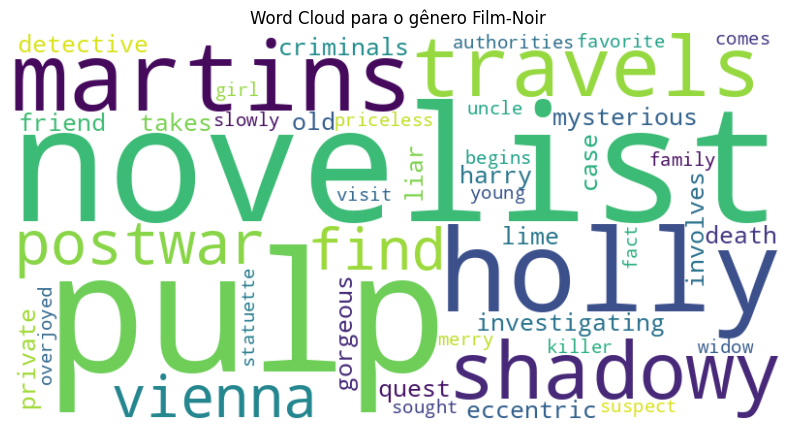 Word Cloud para o gênero Film-Noir
detective
criminals
authorities
favorite
comes
martins
travels
girl
friend
takes
slowly
old
priceless
uncle
mysterious
novelist
liar
begins
case
family
harry
visit
young
involves
postwar
find
holly
lime
fact
death
pulp
private
overjoyed
statuette
gorgeous
investigating
merry
killer
widow
shadowy
vienna
quest
sought
eccentric
suspect